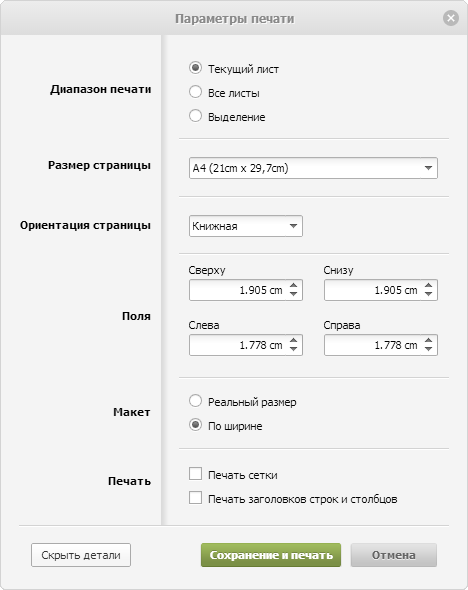 Параметры печати
Диапазон печати
Текущий лист
Все листы
Выделение
Размер страницы
A4 (21cm x 29,7cm)
Ориентация страницы
Книжная
Поля
Сверху
Снизу
1.905 cm
1.905 cm
Слева
Справа
1.778 cm
1.778 cm
Макет
Реальный размер
По ширине
Печать
Печать сетки
Печать заголовков строк и столбцов
Скрыть детали
Сохранение и печать
Отмена